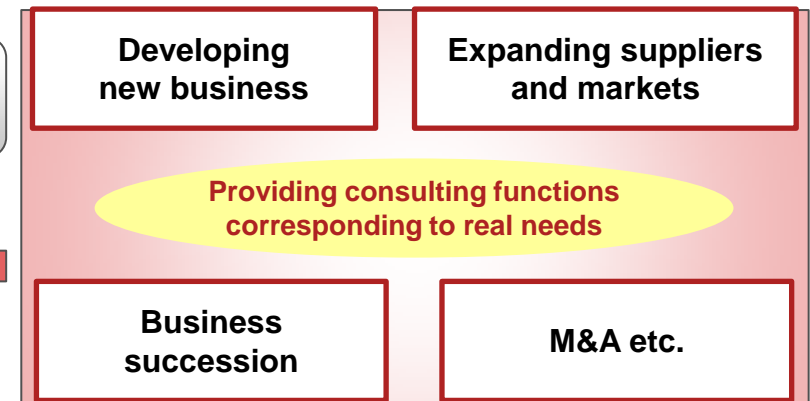 Developing
new business
Expanding suppliers
and markets
Providing consulting functions
corresponding to real needs
Business
succession
M&A etc.